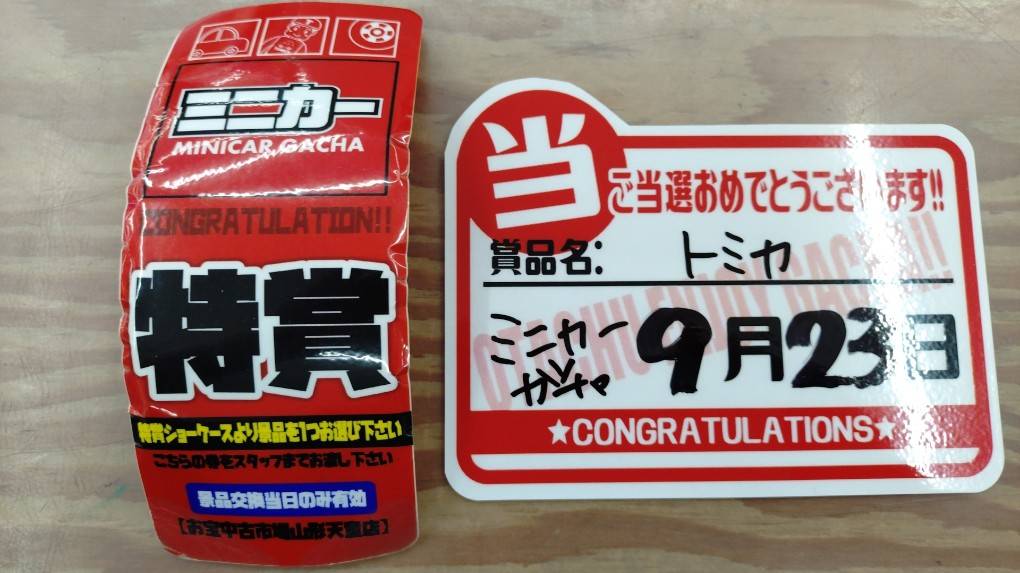 ミニカー
MINICAR GACHA
CONGRATULATION!!
特賞
特賞ショーケースより景品を1つお選び下さい
こちらの券をスタッフまでお渡し下さい
景品交換当日のみ有効
【お宝中古市場山形天童店】
当
ご当選おめでとうございます!!
賞品名: トミカ
ミニカー
ガチャ
9月23日
★CONGRATULATIONS★